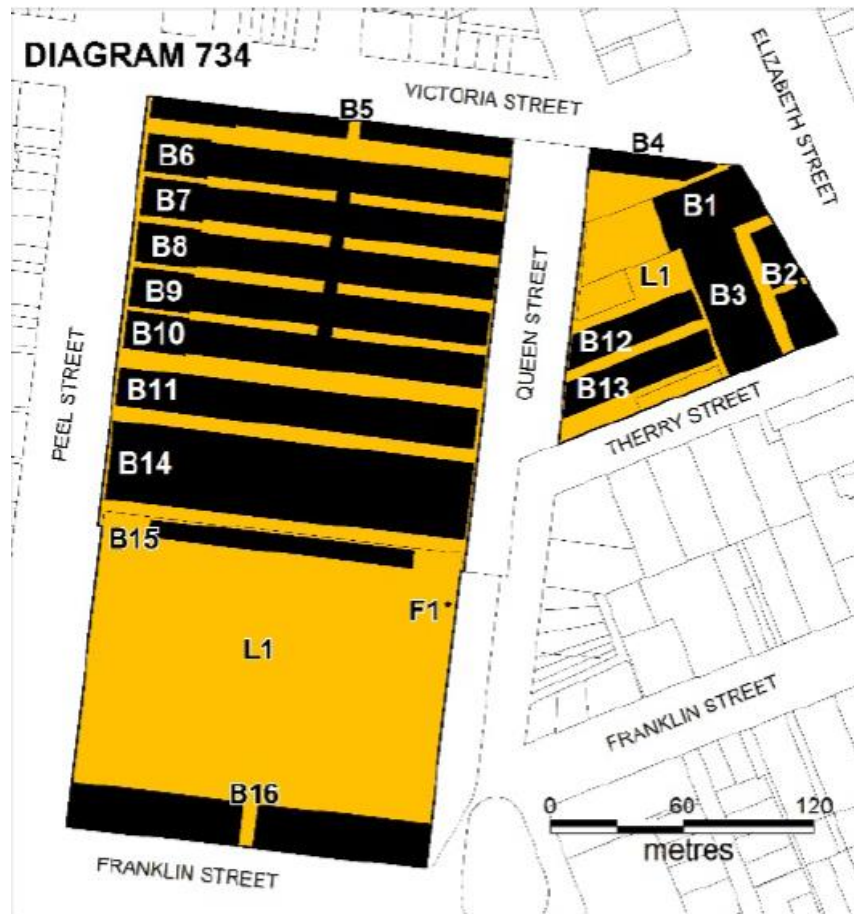 DIAGRAM 734
VICTORIA STREET
ELIZABETH STREET
B5
B4
B6
B1
B7
B8
L1
B3
B2
B9
QUEEN STREET
B10
B12
PEEL STREET
B11
B13
THERRY STREET
B14
B15
F1
L1
FRANKLIN STREET
B16
0 60 120
metres
FRANKLIN STREET